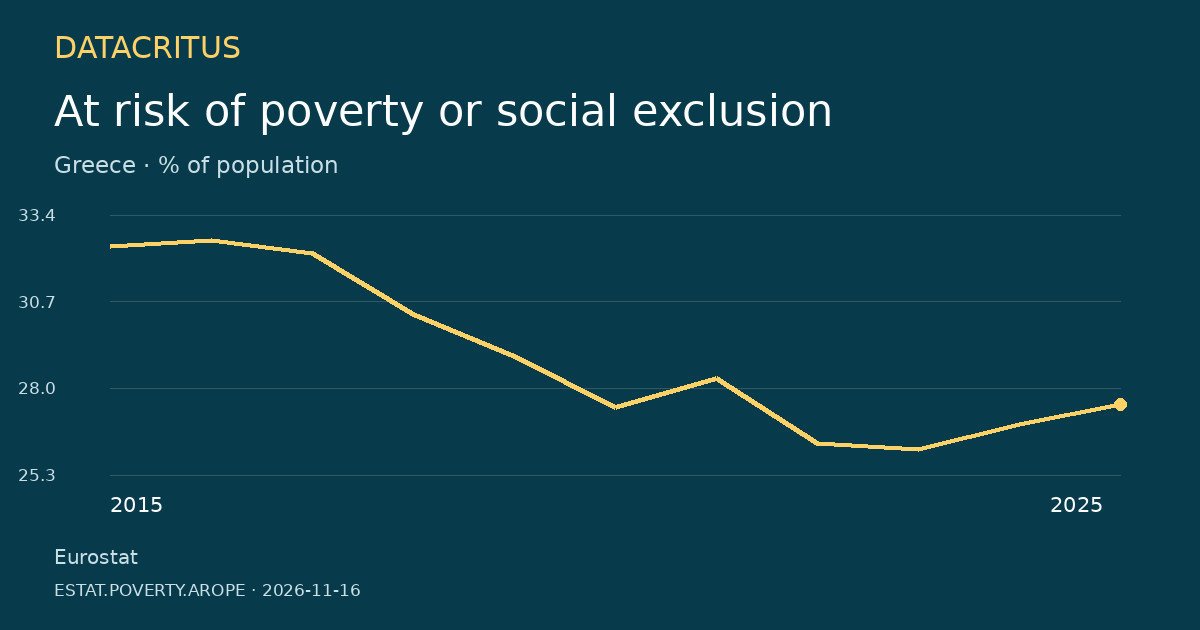 DATACRITUS
At risk of poverty or social exclusion
Greece · % of population
33.4
30.7
28.0
25.3
2015 2025
Eurostat
ESTAT.POVERTY.AROPE · 2026-11-16